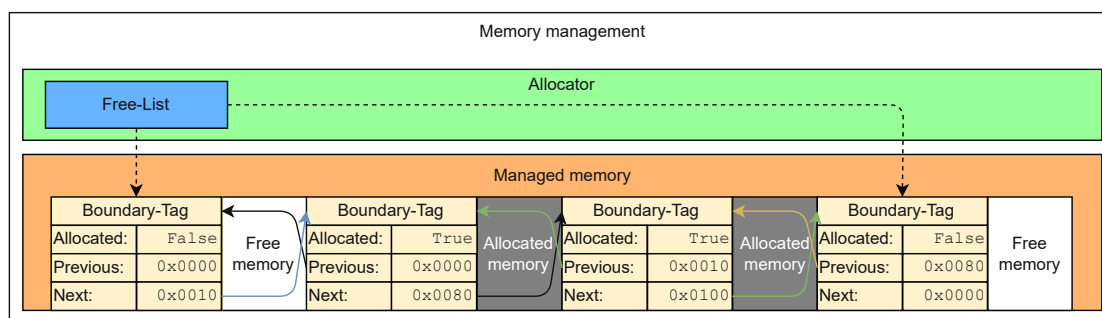 Memory management
Allocator
Free-List
Managed memory
Boundary-Tag
Allocated: False
Previous: 0x0000
Next: 0x0010
Free
memory
Boundary-Tag
Allocated: True
Previous: 0x0000
Next: 0x0080
Allocated
memory
Boundary-Tag
Allocated: True
Previous: 0x0010
Next: 0x0100
Allocated
memory
Boundary-Tag
Allocated: False
Previous: 0x0080
Next: 0x0000
Free
memory